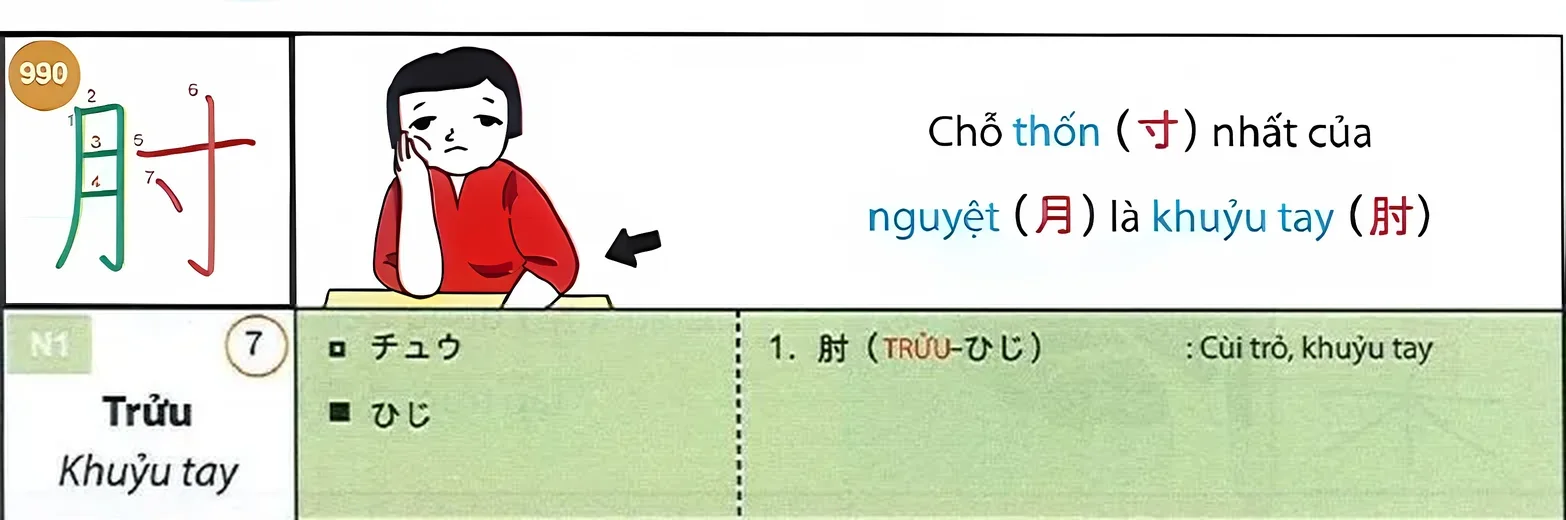 990
肘
1
2
3
4
5
6
7
Chỗ thốn (寸) nhất của
nguyệt (月) là khuỷu tay (肘)
N1
7
Trửu
Khuỷu tay
チュウ
ひじ
1. 肘 (TRỬU-ひじ) : Cùi trỏ, khuỷu tay